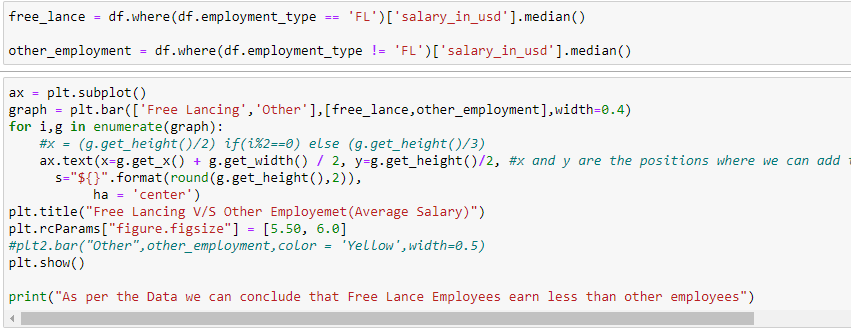 free_lance = df.where(df.employment_type == 'FL')['salary_in_usd'].median()
other_employment = df.where(df.employment_type != 'FL')['salary_in_usd'].median()
ax = plt.subplot()
graph = plt.bar(['Free Lancing','Other'],[free_lance,other_employment],width=0.4)
for i,g in enumerate(graph):
    #x = (g.get_height()/2) if(i%2==0) else (g.get_height()/3)
    ax.text(x=g.get_x() + g.get_width() / 2, y=g.get_height()/2, #x and y are the positions where we can add
      s="${}".format(round(g.get_height(),2)),
           ha = 'center')
plt.title("Free Lancing V/S Other Employemet(Average Salary)")
plt.rcParams["figure.figsize"] = [5.50, 6.0]
#plt2.bar("Other",other_employment,color = 'Yellow',width=0.5)
plt.show()
print("As per the Data we can conclude that Free Lance Employees earn less than other employees")